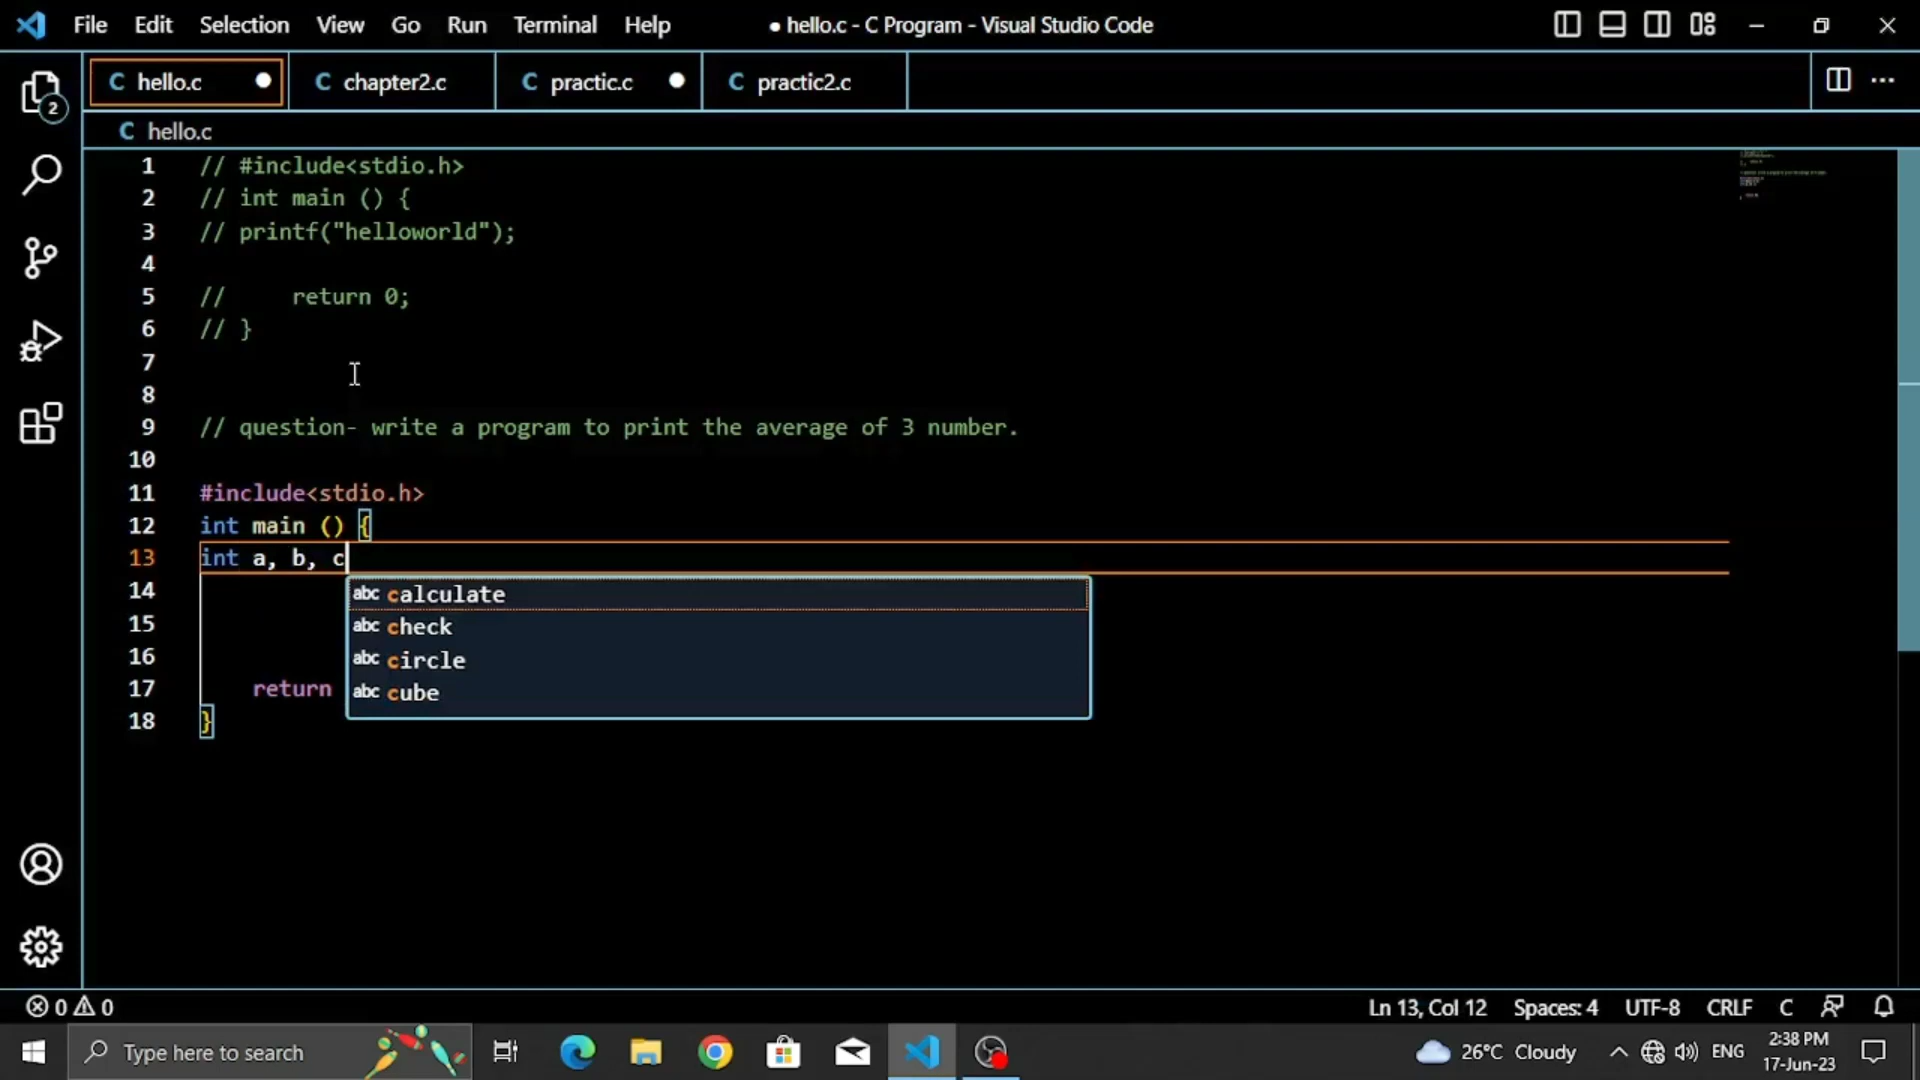 File Edit Selection View Go Run Terminal Help ● hello.c - C Program - Visual Studio Code
C hello.c ● C chapter2.c C practic.c ● C practic2.c
2
C hello.c
1 // #include<stdio.h>
2 // int main () {
3 // printf("helloworld");
4
5 //     return 0;
6 // }
7
8
9 // question- write a program to print the average of 3 number.
10
11 #include<stdio.h>
12 int main () {
13 int a, b, c
14 abc calculate
15 abc check
16 abc circle
17     return abc cube
18 }
0 0 Ln 13, Col 12 Spaces: 4 UTF-8 CRLF C
Type here to search 26°C Cloudy ENG 2:38 PM
17-Jun-23